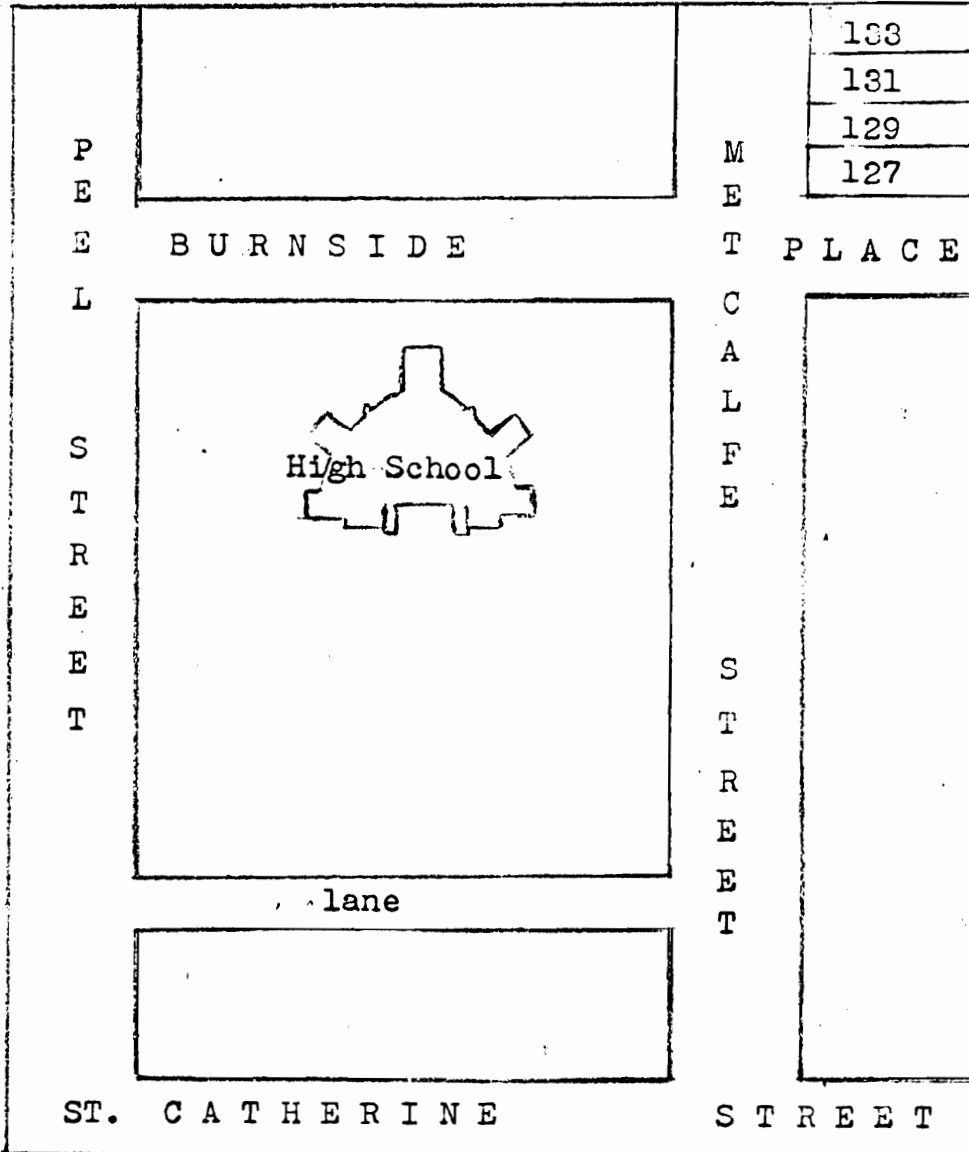 133
131
129
127
PEEL STREET
METCALFE STREET
BURNSIDE PLACE
High School
lane
ST. CATHERINE STREET